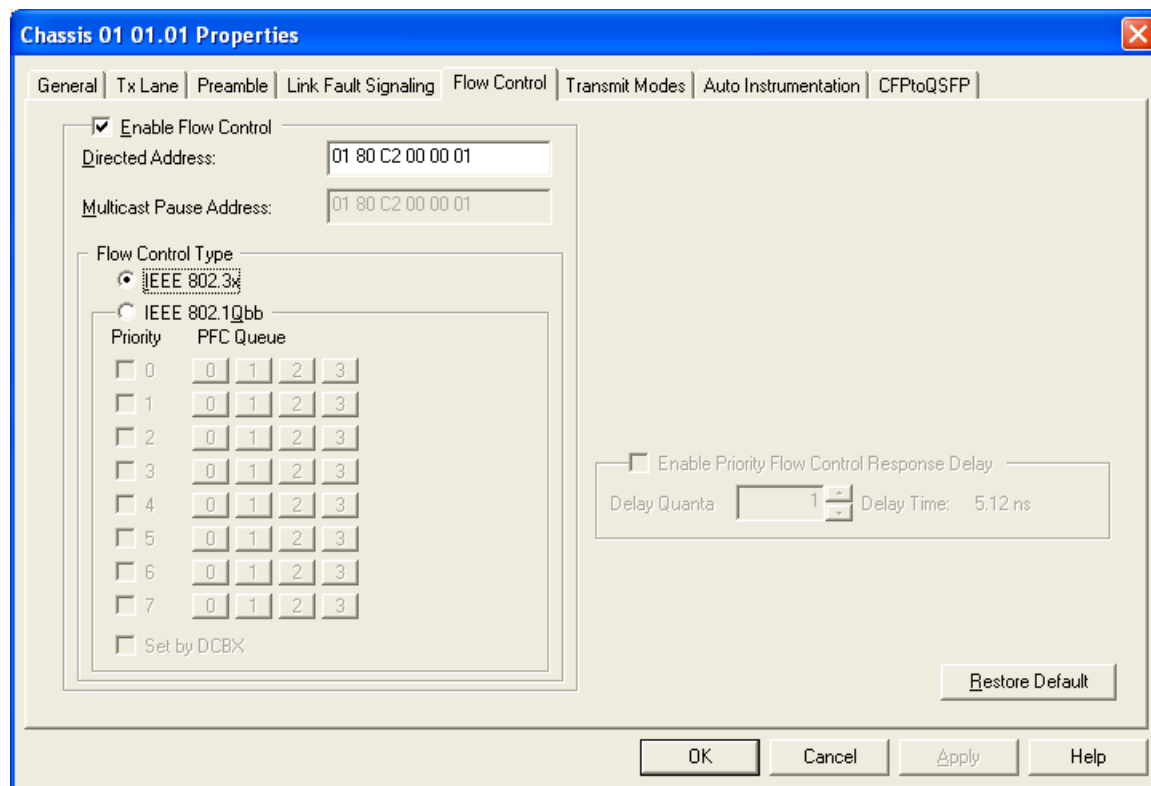 Chassis 01 01.01 Properties
General Tx Lane Preamble Link Fault Signaling Flow Control Transmit Modes Auto Instrumentation CFPtoQSFP
Enable Flow Control
Directed Address: 01 80 C2 00 00 01
Multicast Pause Address: 01 80 C2 00 00 01
Flow Control Type
IEEE 802.3x
IEEE 802.1Qbb
Priority PFC Queue
0 0 1 2 3
1 0 1 2 3
2 0 1 2 3
3 0 1 2 3
4 0 1 2 3
5 0 1 2 3
6 0 1 2 3
7 0 1 2 3
Set by DCBX
Enable Priority Flow Control Response Delay
Delay Quanta 1 Delay Time: 5.12 ns
Restore Default
OK Cancel Apply Help